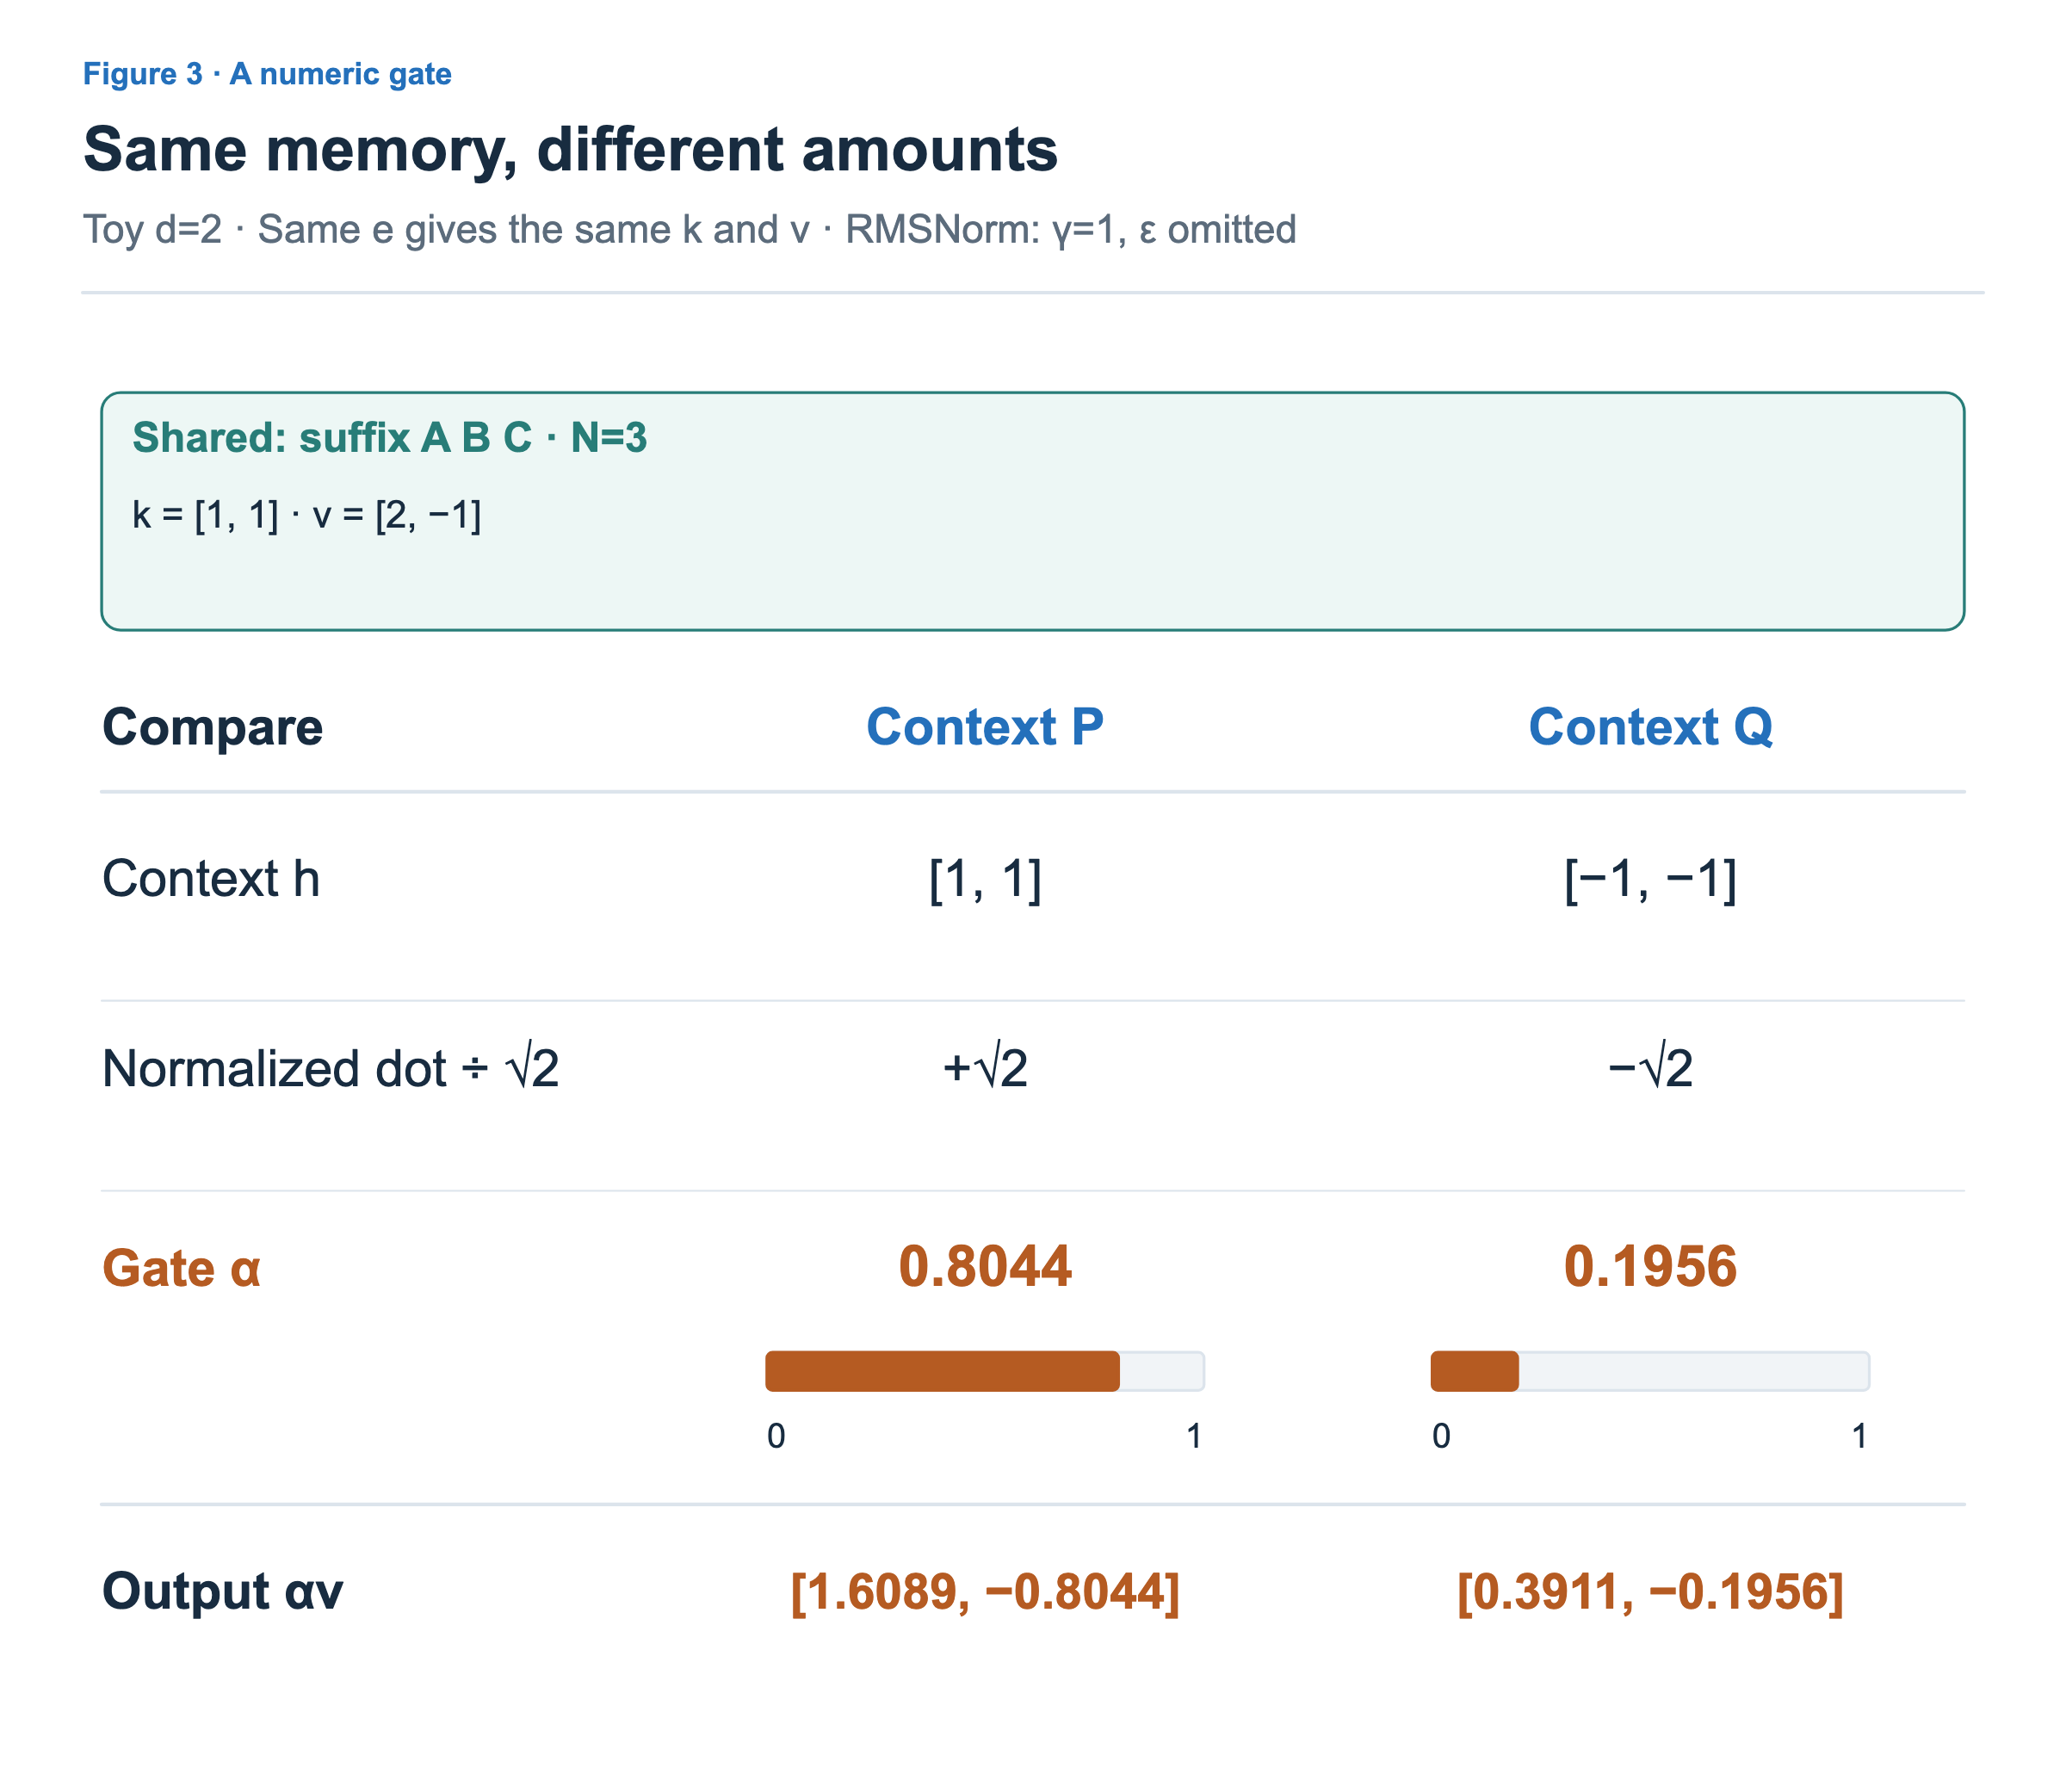 Figure 3 · A numeric gate
Same memory, different amounts
Toy d=2 · Same e gives the same k and v · RMSNorm: γ=1, ε omitted
Shared: suffix A B C · N=3
k = [1, 1] · v = [2, −1]
Compare Context P Context Q
Context h [1, 1] [−1, −1]
Normalized dot ÷ √2 +√2 −√2
Gate α 0.8044 0.1956
0 1 0 1
Output αv [1.6089, −0.8044] [0.3911, −0.1956]